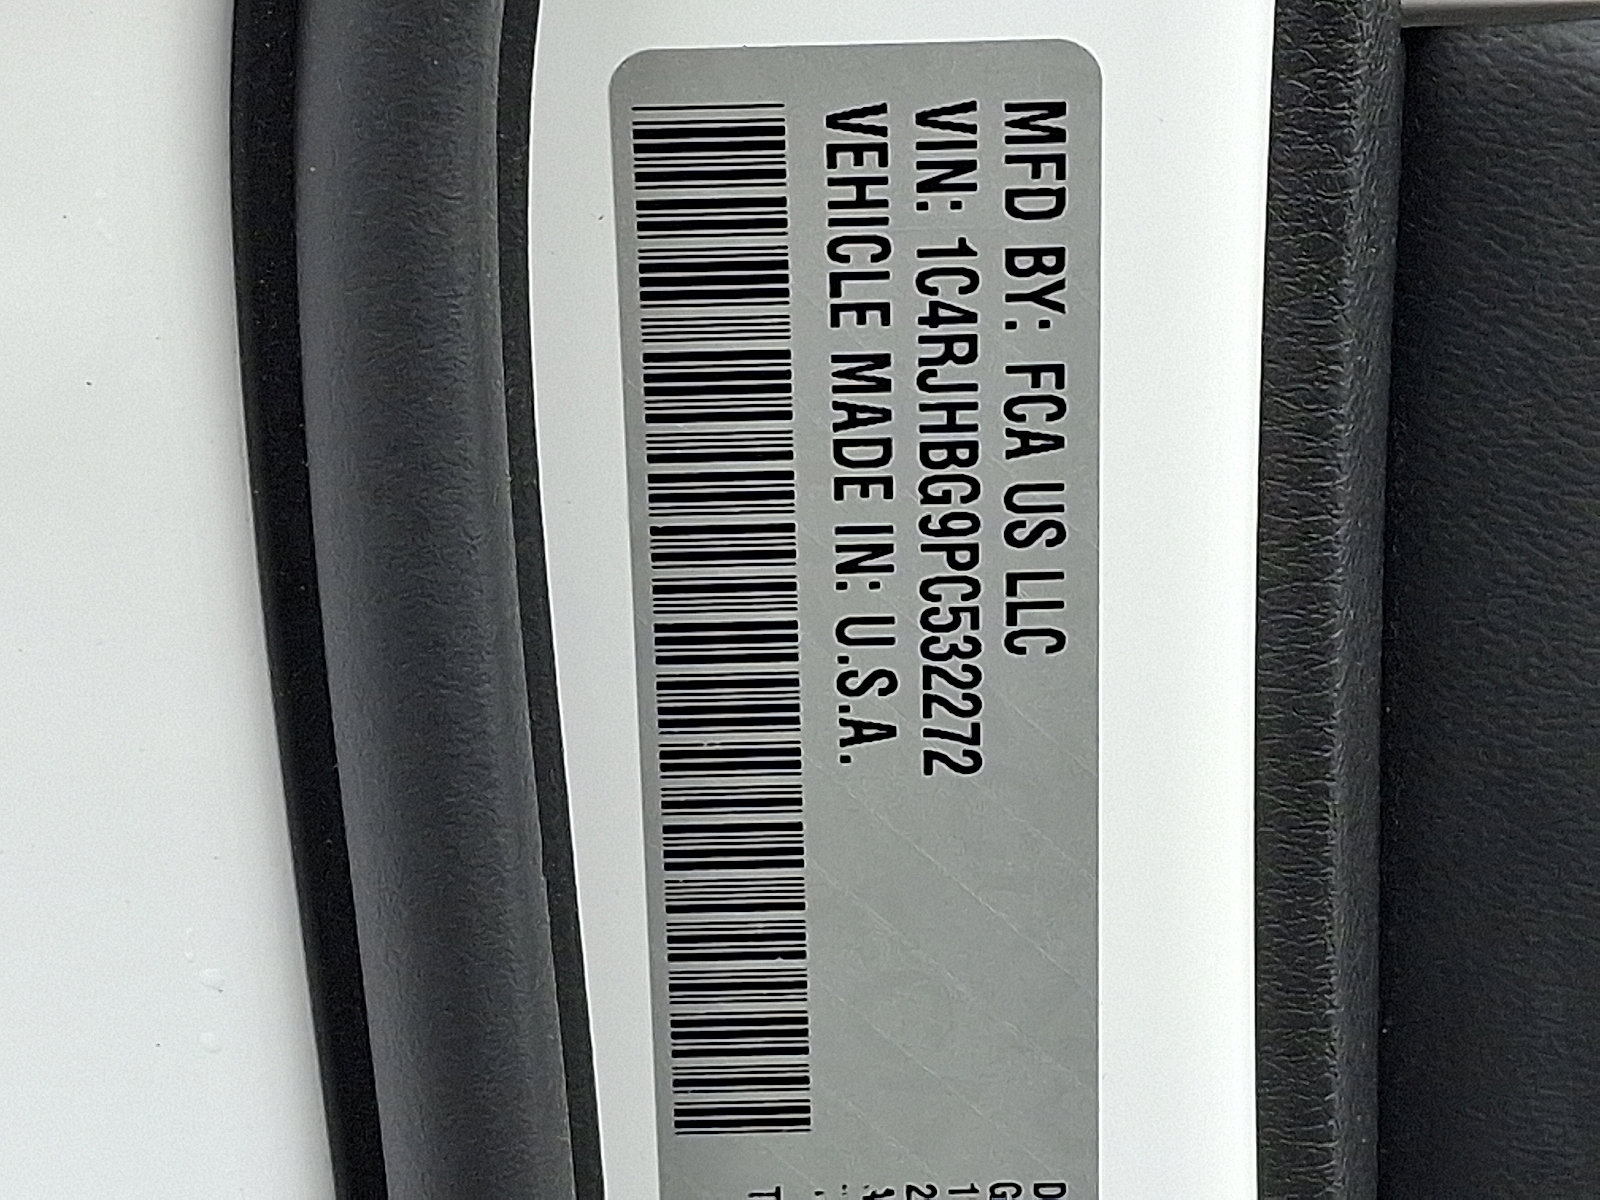 MFD BY: FCA US LLC
VIN: 1C4RJHBG9PC532272
VEHICLE MADE IN: U.S.A.